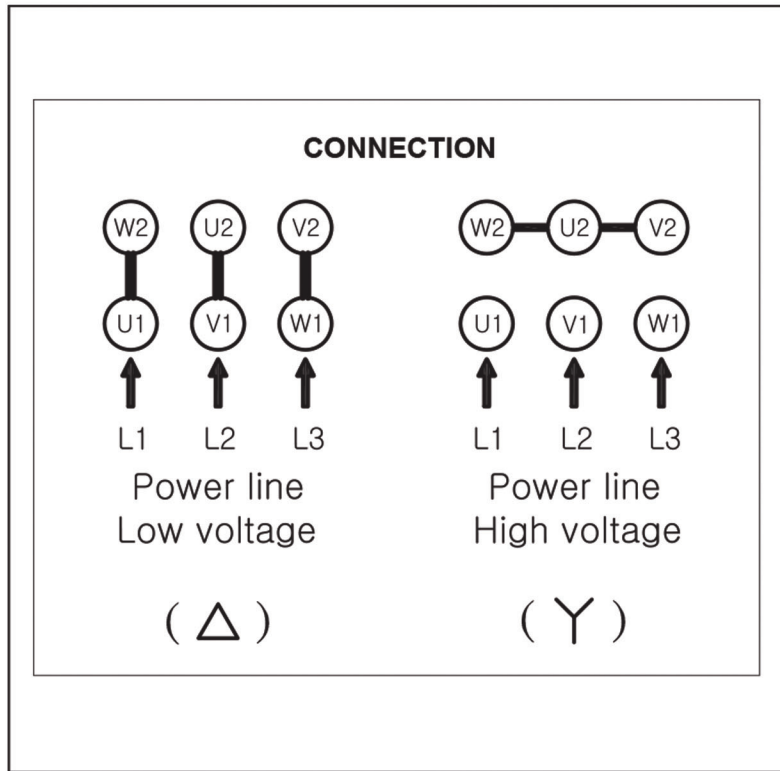 CONNECTION
W2 U2 V2
U1 V1 W1
L1 L2 L3
Power line
Low voltage
( △ )
W2 U2 V2
U1 V1 W1
L1 L2 L3
Power line
High voltage
( Y )